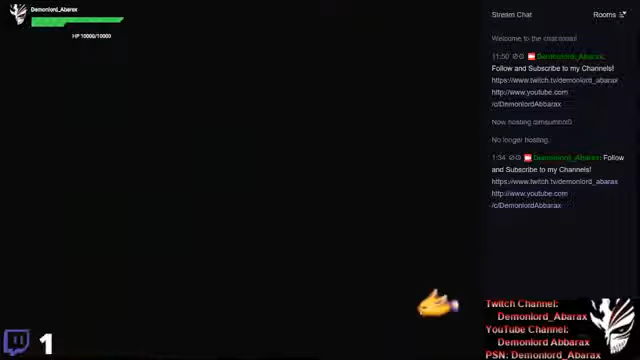 Demonlord_Abarax
HP 10000/10000
Stream Chat
Rooms
Welcome to the chat room!
11:50 Demonlord_Abarax:
Follow and Subscribe to my Channels!
https://www.twitch.tv/demonlord_abarax
http://www.youtube.com
/c/DemonlordAbbarax
Now hosting
No longer hosting.
1:34 Demonlord_Abarax: Follow
and Subscribe to my Channels!
https://www.twitch.tv/demonlord_abarax
http://www.youtube.com
/c/DemonlordAbbarax
Twitch Channel:
Demonlord_Abarax
YouTube Channel:
Demonlord Abbarax
PSN: Demonlord_Abarax
1